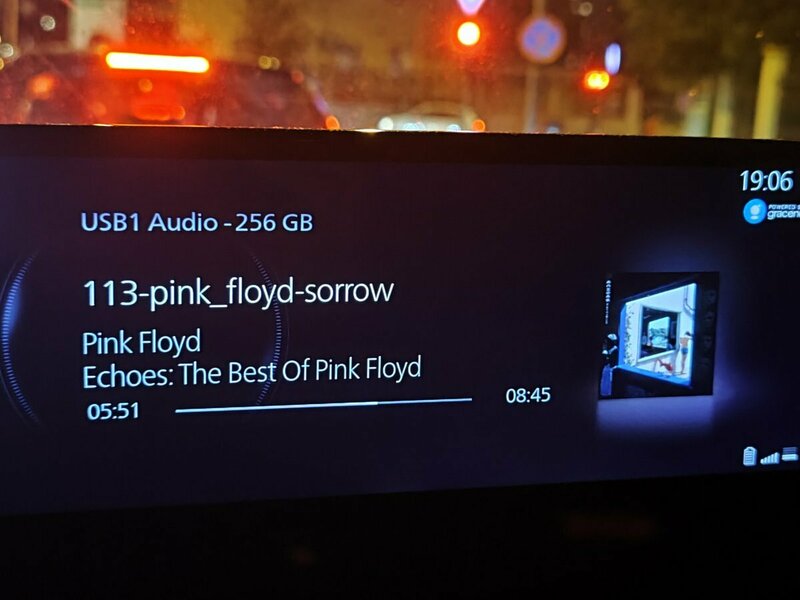 19:06
POWERED
USB1 Audio - 256 GB
113-pink_floyd-sorrow
Pink Floyd
Echoes: The Best Of Pink Floyd
05:51
08:45